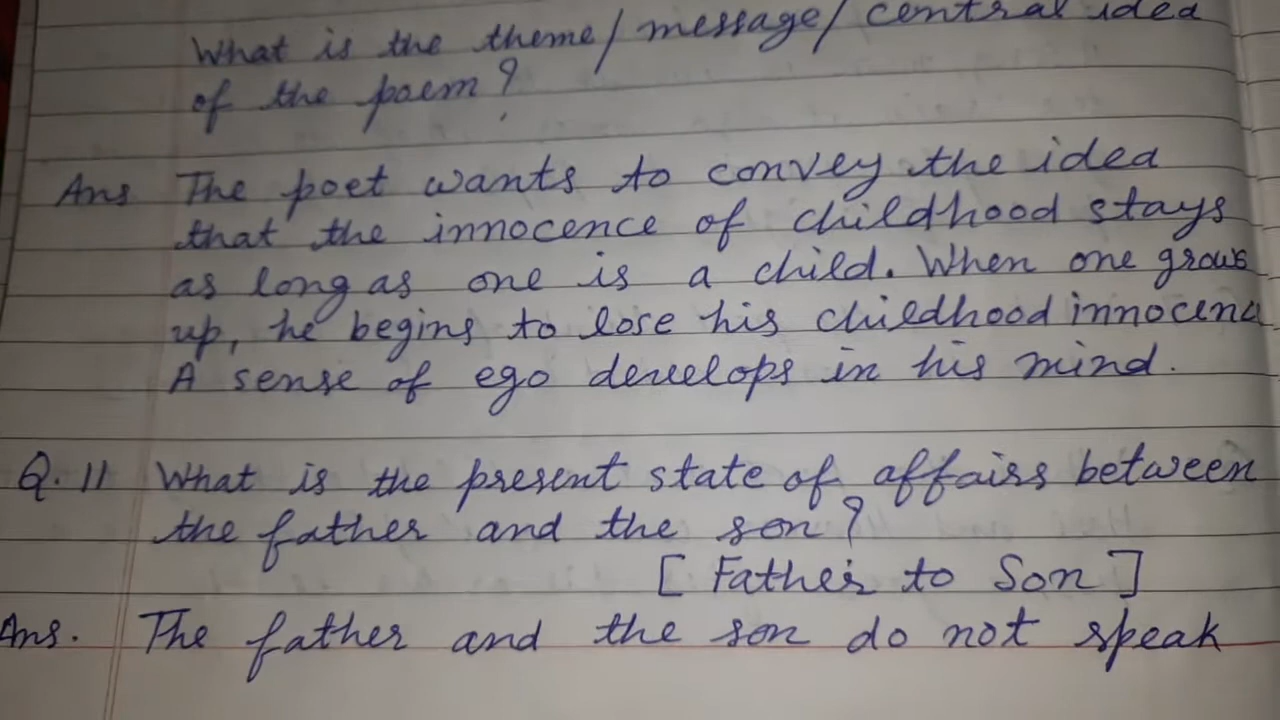 What is the theme/message/central idea
of the poem?
Ans The poet wants to convey the idea
that the innocence of childhood stays
as long as one is a child. When one grows
up, he begins to lose his childhood innocence
A sense of ego develops in his mind.
Q.11 What is the present state of affairs between
the father and the son?
[Father to Son]
Ans. The father and the son do not speak